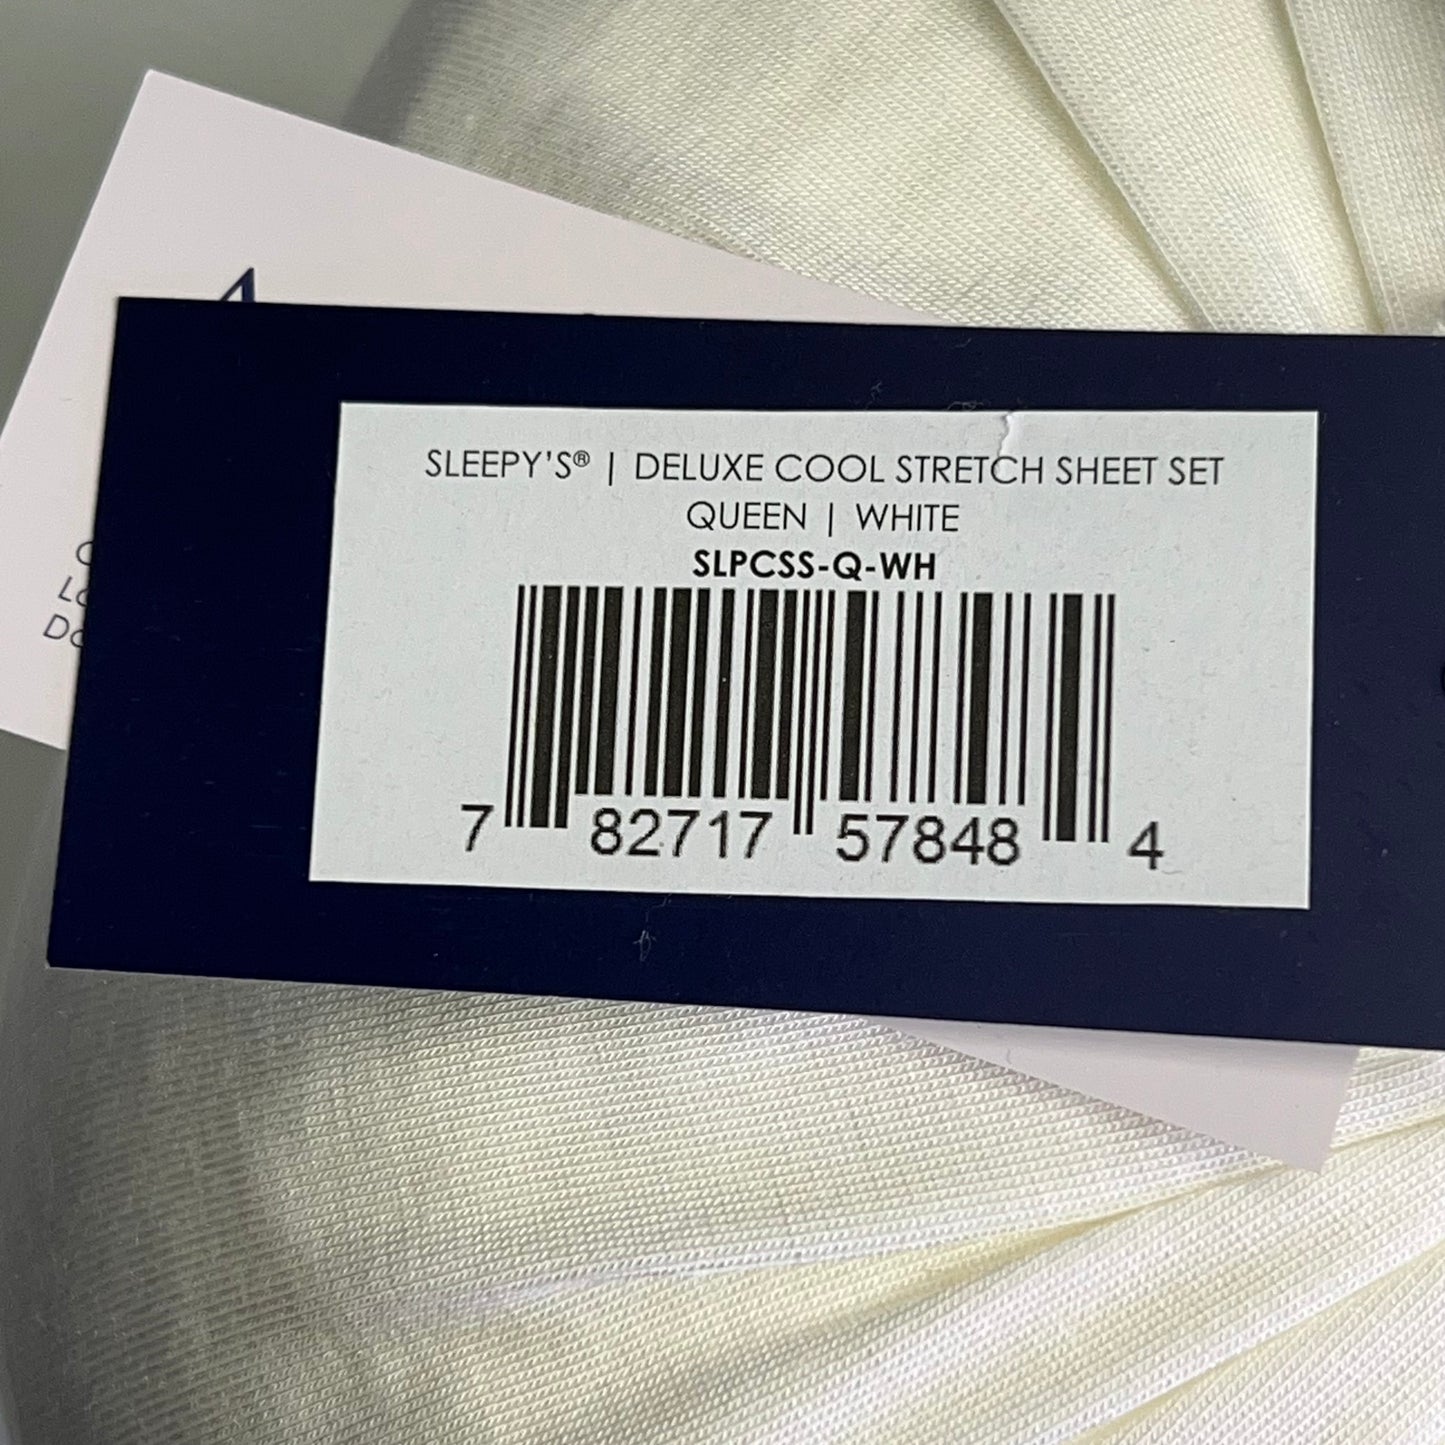 SLEEPY'S® | DELUXE COOL STRETCH SHEET SET
QUEEN | WHITE
SLPCSS-Q-WH
7 82717 57848 4